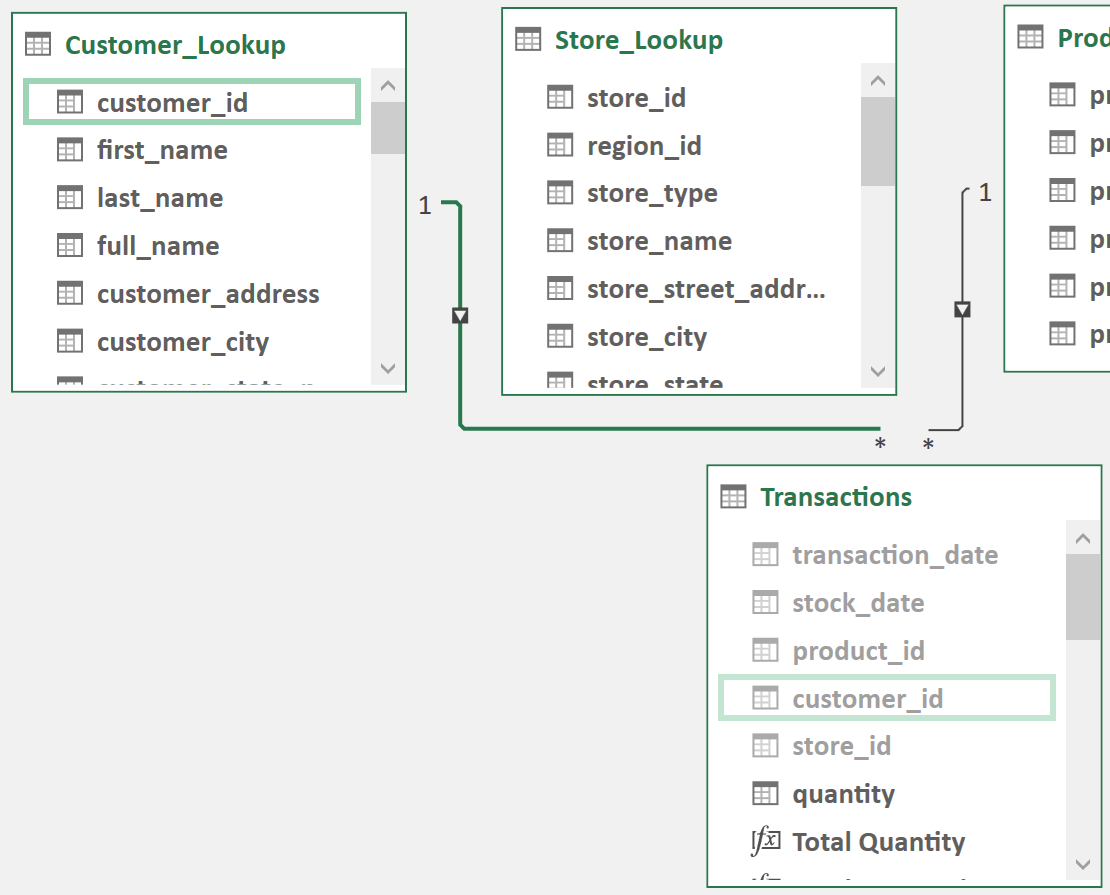 Customer_Lookup
customer_id
first_name
last_name
full_name
customer_address
customer_city
1
Store_Lookup
store_id
region_id
store_type
store_name
store_street_addr...
store_city
store_state
1
*
*
Transactions
transaction_date
stock_date
product_id
customer_id
store_id
quantity
Total Quantity